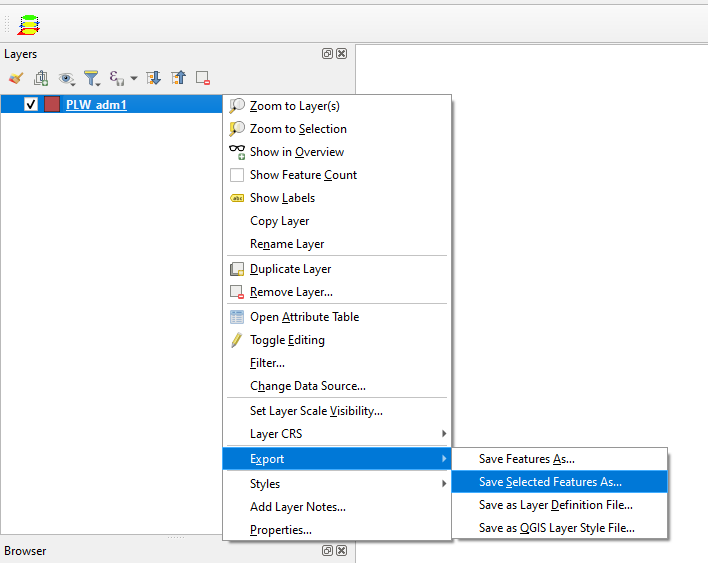 Layers
PLW_adm1
Zoom to Layer(s)
Zoom to Selection
Show in Overview
Show Feature Count
abc Show Labels
Copy Layer
Rename Layer
Duplicate Layer
Remove Layer...
Open Attribute Table
Toggle Editing
Filter...
Change Data Source...
Set Layer Scale Visibility...
Layer CRS
Export
Styles
Add Layer Notes...
Properties...
Save Features As...
Save Selected Features As...
Save as Layer Definition File...
Save as QGIS Layer Style File...
Browser